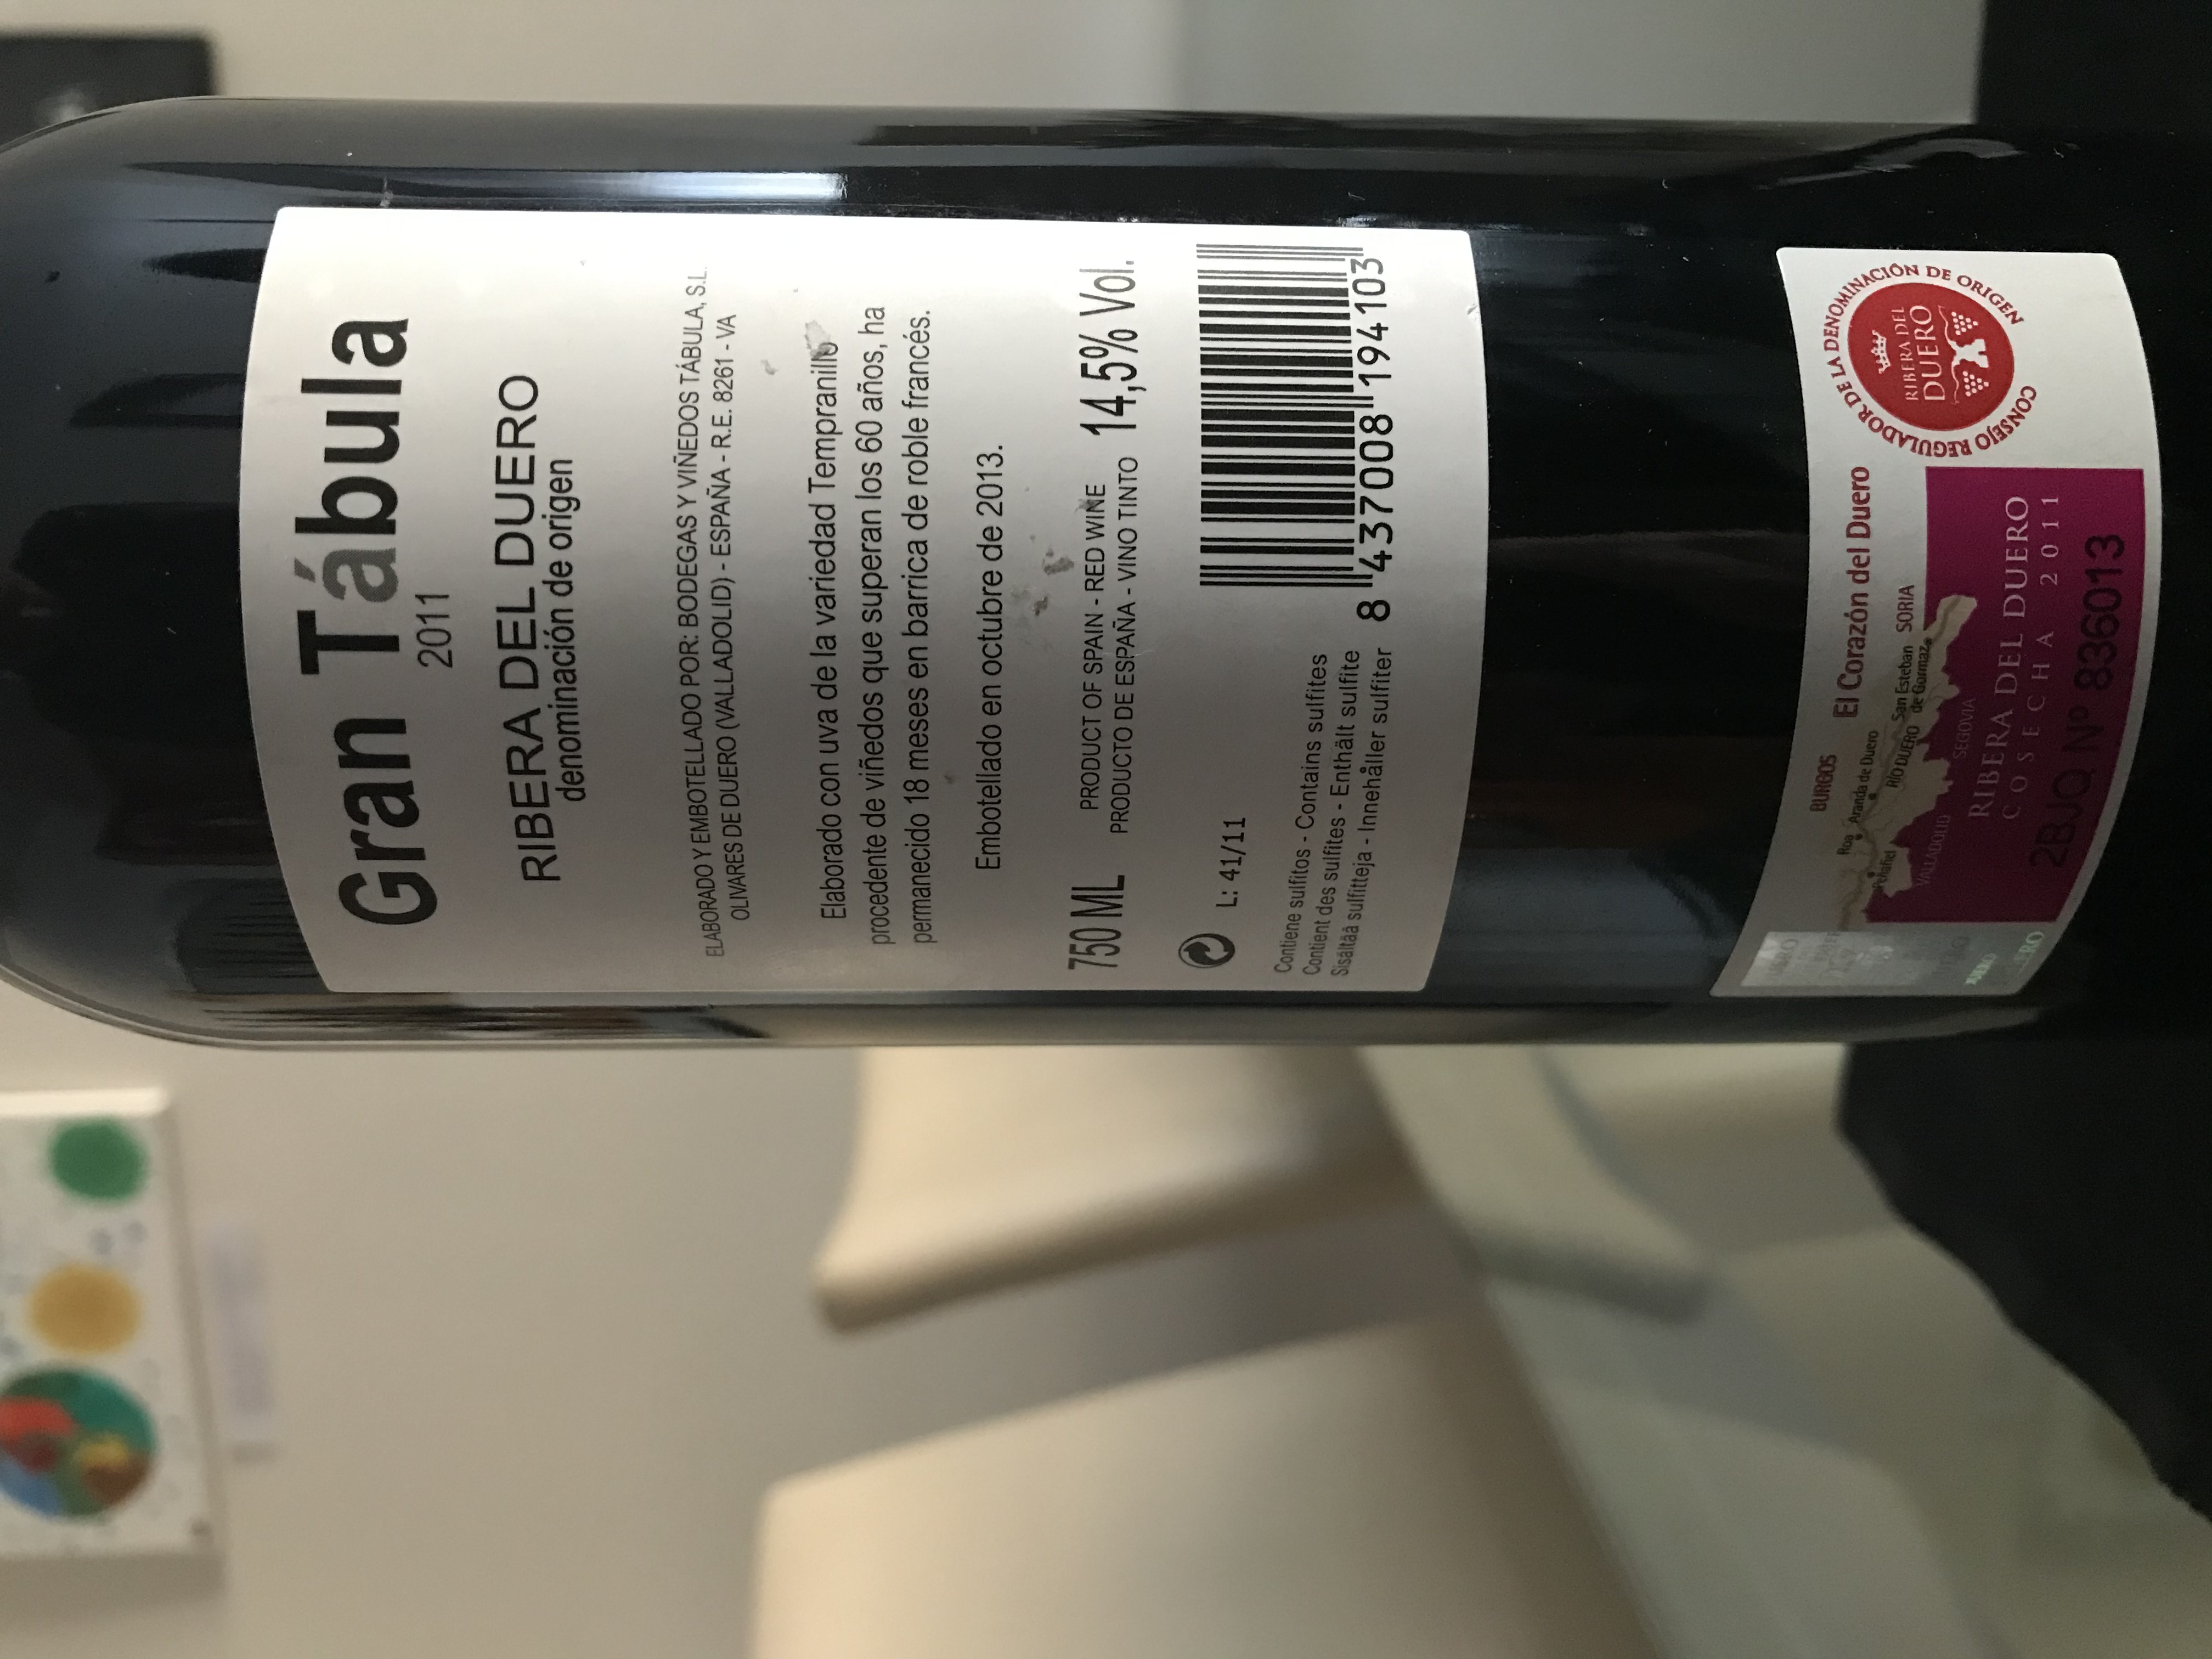 Gran Tábula
2011
RIBERA DEL DUERO
denominación de origen
ELABORADO Y EMBOTELLADO POR: BODEGAS Y VIÑEDOS TÁBULA, S.L.
OLIVARES DE DUERO (VALLADOLID) - ESPAÑA - R.E. 8261 - VA
Elaborado con uva de la variedad Tempranillo
procedente de viñedos que superan los 60 años, ha
permanecido 18 meses en barrica de roble francés.
Embotellado en octubre de 2013.
750 ML
PRODUCT OF SPAIN - RED WINE
PRODUCTO DE ESPAÑA - VINO TINTO
14,5% Vol.
L: 41/11
Contiene sulfitos - Contains sulfites
Contient des sulfites - Enthält sulfite
Sisältää sulfitteja - Innehåller sulfiter
8 437008 194103
El Corazón del Duero
BURGOS
Roa
Aranda de Duero
San Esteban
de Gormaz
SORIA
Peñafiel
RÍO DUERO
VALLADOLID
SEGOVIA
RIBERA DEL DUERO
COSECHA 2011
2BJQ Nº 836013
CONSEJO REGULADOR DE LA DENOMINACIÓN DE ORIGEN
RIBERA DEL
DUERO